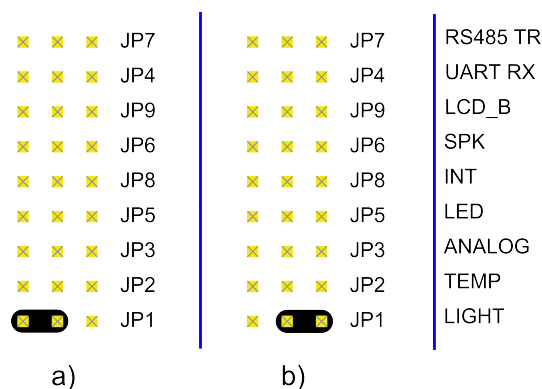 JP7 JP7 RS485 TR
JP4 JP4 UART RX
JP9 JP9 LCD_B
JP6 JP6 SPK
JP8 JP8 INT
JP5 JP5 LED
JP3 JP3 ANALOG
JP2 JP2 TEMP
JP1 JP1 LIGHT
a) b)